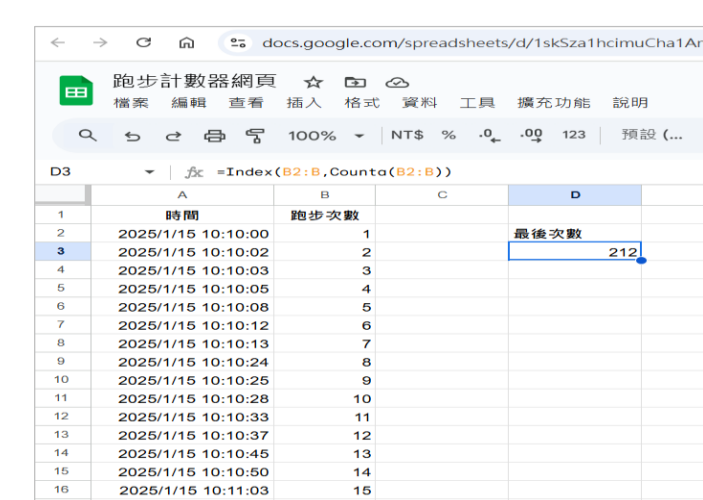 docs.google.com/spreadsheets/d/1skSza1hcimuCha1Ar
跑步計數器網頁
檔案 編輯 查看 插入 格式 資料 工具 擴充功能 說明
100% NT$ % .0 .00 123 預設 (...
D3 fx =Index(B2:B,Counta(B2:B))
A B C D
1 時間 跑步次數
2 2025/1/15 10:10:00 1 最後次數
3 2025/1/15 10:10:02 2 212
4 2025/1/15 10:10:03 3
5 2025/1/15 10:10:05 4
6 2025/1/15 10:10:08 5
7 2025/1/15 10:10:12 6
8 2025/1/15 10:10:13 7
9 2025/1/15 10:10:24 8
10 2025/1/15 10:10:25 9
11 2025/1/15 10:10:28 10
12 2025/1/15 10:10:33 11
13 2025/1/15 10:10:37 12
14 2025/1/15 10:10:45 13
15 2025/1/15 10:10:50 14
16 2025/1/15 10:11:03 15